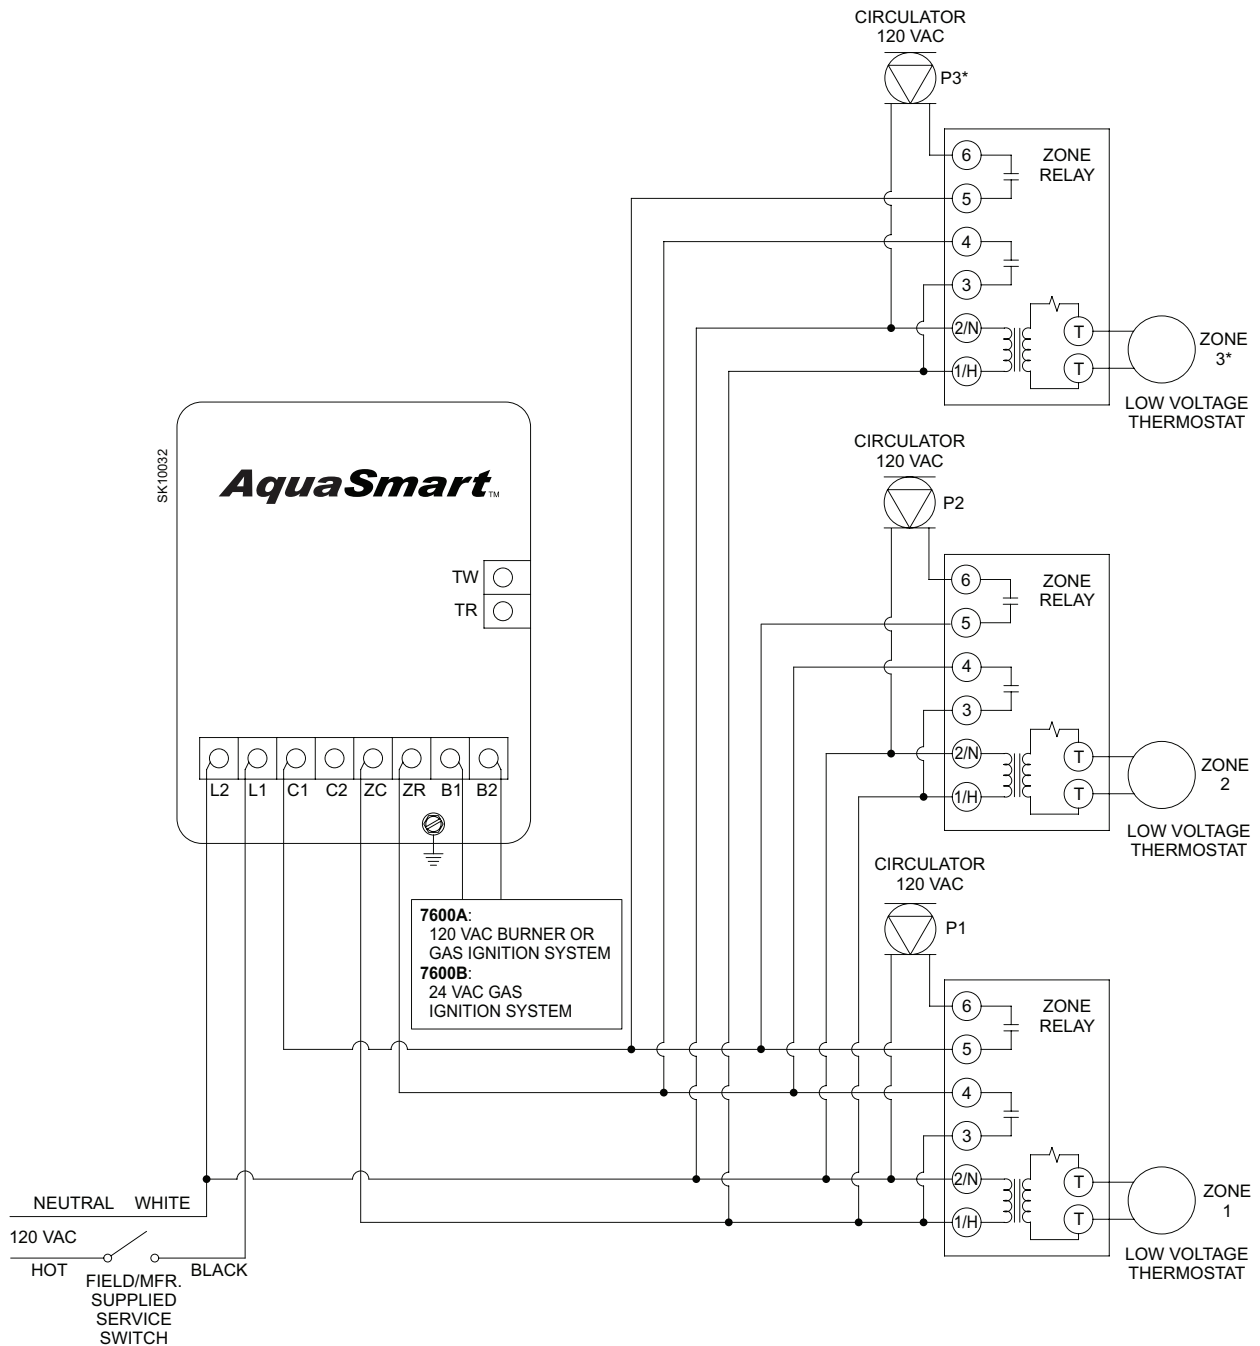 CIRCULATOR
120 VAC
P3*
6
ZONE
RELAY
5
4
3
2/N
T
1/H
T
ZONE
3*
LOW VOLTAGE
THERMOSTAT
SK10032
AquaSmart™
TW
TR
L2 L1 C1 C2 ZC ZR B1 B2
7600A:
120 VAC BURNER OR
GAS IGNITION SYSTEM
7600B:
24 VAC GAS
IGNITION SYSTEM
CIRCULATOR
120 VAC
P2
6
ZONE
RELAY
5
4
3
2/N
T
1/H
T
ZONE
2
LOW VOLTAGE
THERMOSTAT
CIRCULATOR
120 VAC
P1
6
ZONE
RELAY
5
4
3
2/N
T
1/H
T
ZONE
1
LOW VOLTAGE
THERMOSTAT
NEUTRAL WHITE
120 VAC
HOT
BLACK
FIELD/MFR.
SUPPLIED
SERVICE
SWITCH